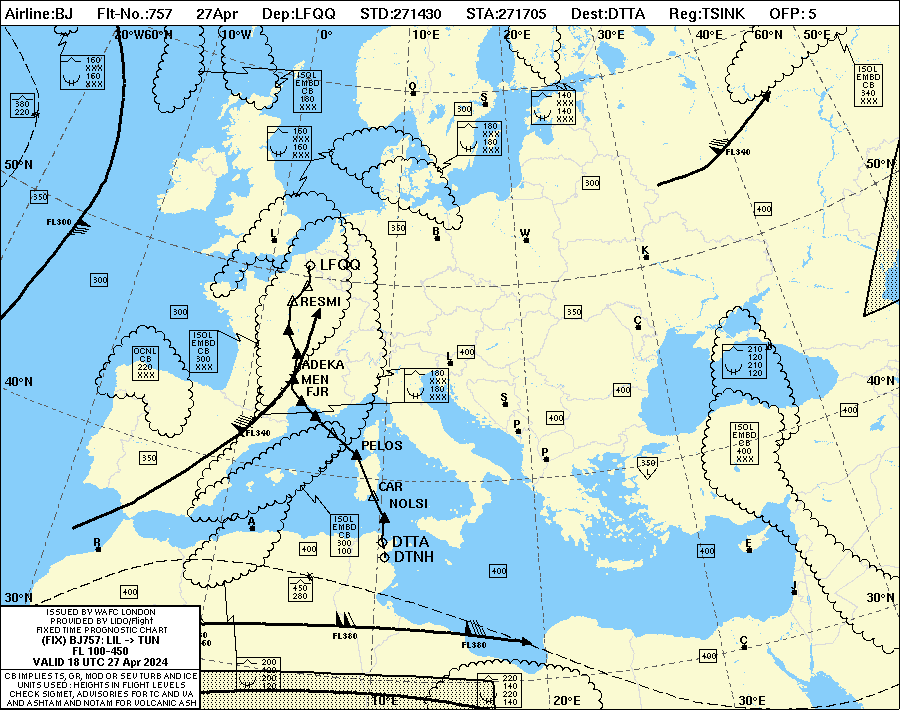 Airline:BJ Flt-No.:757 27Apr Dep:LFQQ STD:271430 STA:271705 Dest:DTTA Reg:TSINK OFP: 5
20°W60°N 10°W 0° 10°E 20°E 30°E 40°E 60°N 50°E
160
XXX
160
XXX
ISOL
EMBD
CB
180
XXX
ISOL
EMBD
CB
340
XXX
380
220
O
S
300
140
XXX
140
XXX
160
XXX
160
XXX
180
XXX
180
XXX
FL340
50°N
50°N
350
300
400
FL300
L
350
B
W
K
LFQQ
300
RESMI
300
350
C
ISOL
EMBD
CB
300
XXX
OCNL
CB
220
XXX
ADEKA
L
400
210
120
210
120
40°N
MEN
FJR
180
XXX
180
XXX
S
400
40°N
400
400
P
FL340
PELOS
350
P
350
ISOL
EMBD
CB
400
XXX
CAR
NOLSI
A
ISOL
EMBD
CB
300
100
R
400
DTTA
DTNH
400
E
400
450
280
400
J
30°N
30°N
ISSUED BY WAFC LONDON
PROVIDED BY LIDO/Flight
FIXED TIME PROGNOSTIC CHART
(FIX) BJ757: LIL -> TUN
FL 100-450
VALID 18 UTC 27 Apr 2024
FL380
FL380
C
400
CB IMPLIES TS, GR, MOD OR SEV TURB AND ICE
UNITS USED : HEIGHTS IN FLIGHT LEVELS
CHECK SIGMET, ADVISORIES FOR TC AND VA
AND ASHTAM AND NOTAM FOR VOLCANIC ASH
200
400
200
120
220
140
220
140
10°E 20°E 30°E